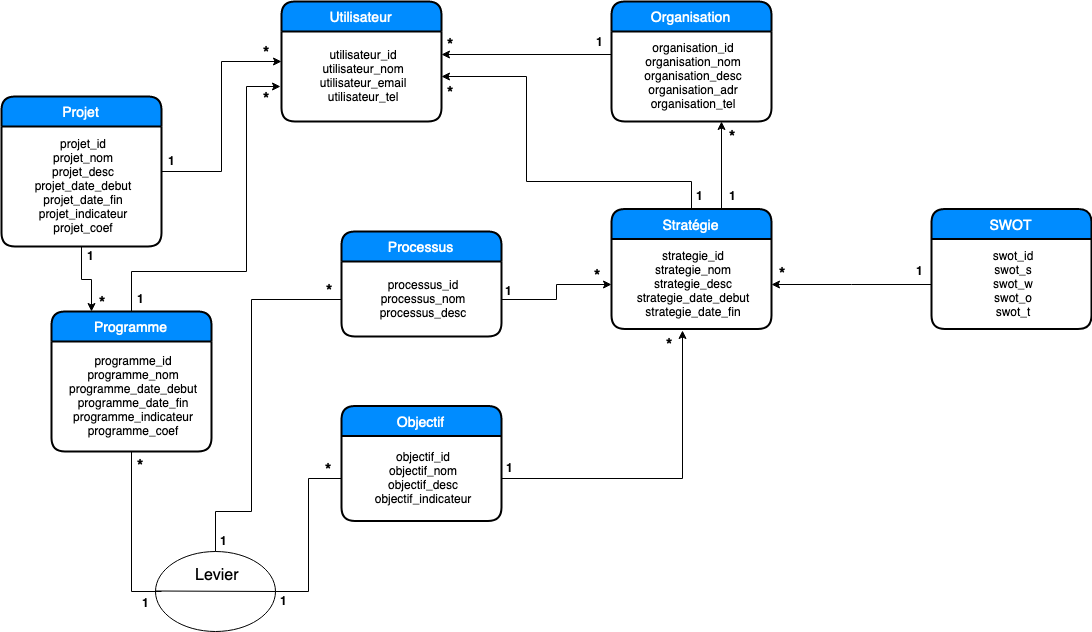 Utilisateur
utilisateur_id
utilisateur_nom
utilisateur_email
utilisateur_tel
*
*
*
*
1
Organisation
organisation_id
organisation_nom
organisation_desc
organisation_adr
organisation_tel
*
1
1
Projet
projet_id
projet_nom
projet_desc
projet_date_debut
projet_date_fin
projet_indicateur
projet_coef
1
1
*
1
Programme
programme_id
programme_nom
programme_date_debut
programme_date_fin
programme_indicateur
programme_coef
*
Processus
processus_id
processus_nom
processus_desc
*
1
*
Stratégie
strategie_id
strategie_nom
strategie_desc
strategie_date_debut
strategie_date_fin
*
*
1
SWOT
swot_id
swot_s
swot_w
swot_o
swot_t
Objectif
objectif_id
objectif_nom
objectif_desc
objectif_indicateur
*
1
1
Levier
1
1